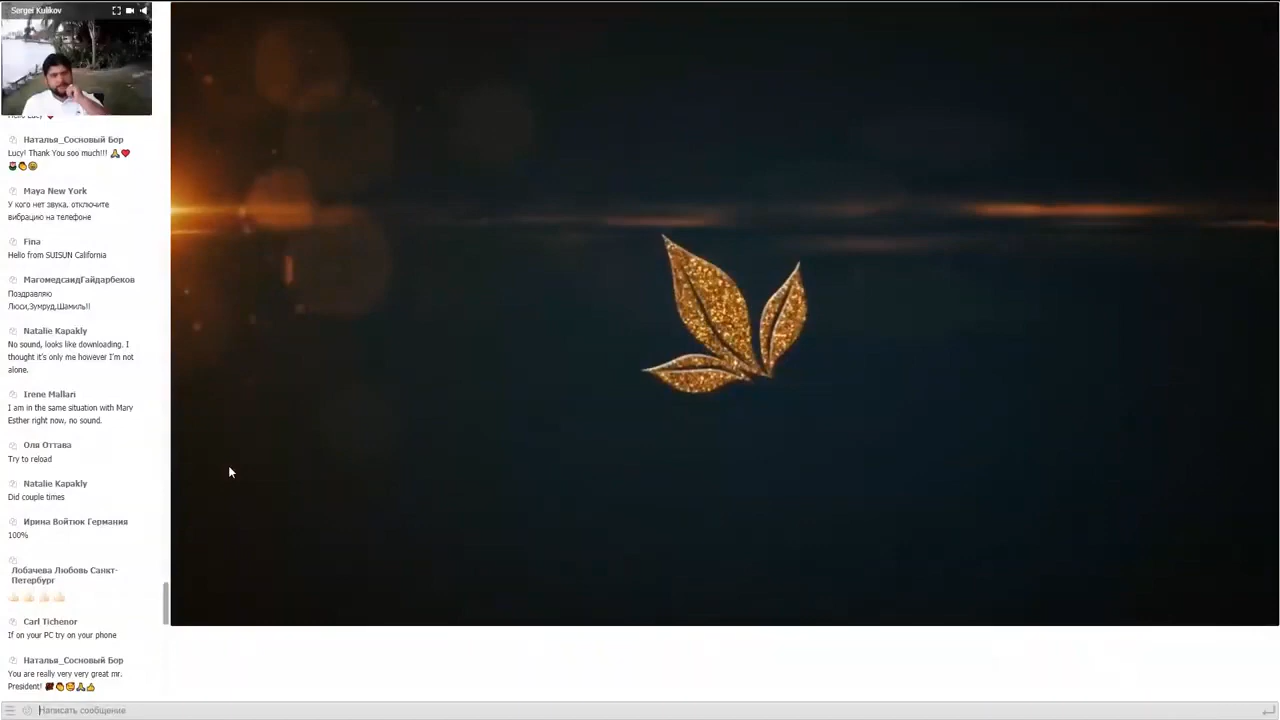 Sergei Kulikov
Наталья_Сосновый Бор
Lucy! Thank You soo much!!!
Maya New York
У кого нет звука, отключите
вибрацию на телефоне
Fina
Hello from SUISUN California
МагомедсаидГайдарбеков
Поздравляю
Люси,Зумруд,Шамиль!!
Natalie Kapakly
No sound, looks like downloading. I
thought it's only me however I'm not
alone.
Irene Mallari
I am in the same situation with Mary
Esther right now, no sound.
Оля Оттава
Try to reload
Natalie Kapakly
Did couple times
Ирина Войтюк Германия
100%
Лобачева Любовь Санкт-
Петербург
Carl Tichenor
If on your PC try on your phone
Наталья_Сосновый Бор
You are really very very great mr.
President!
Написать сообщение